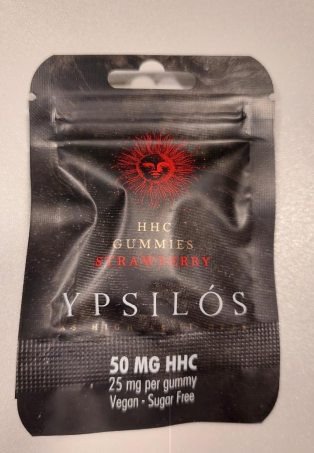 HHC
GUMMIES
STRAWBERRY
YPSILÓS
50 MG HHC
25 mg per gummy
Vegan - Sugar Free